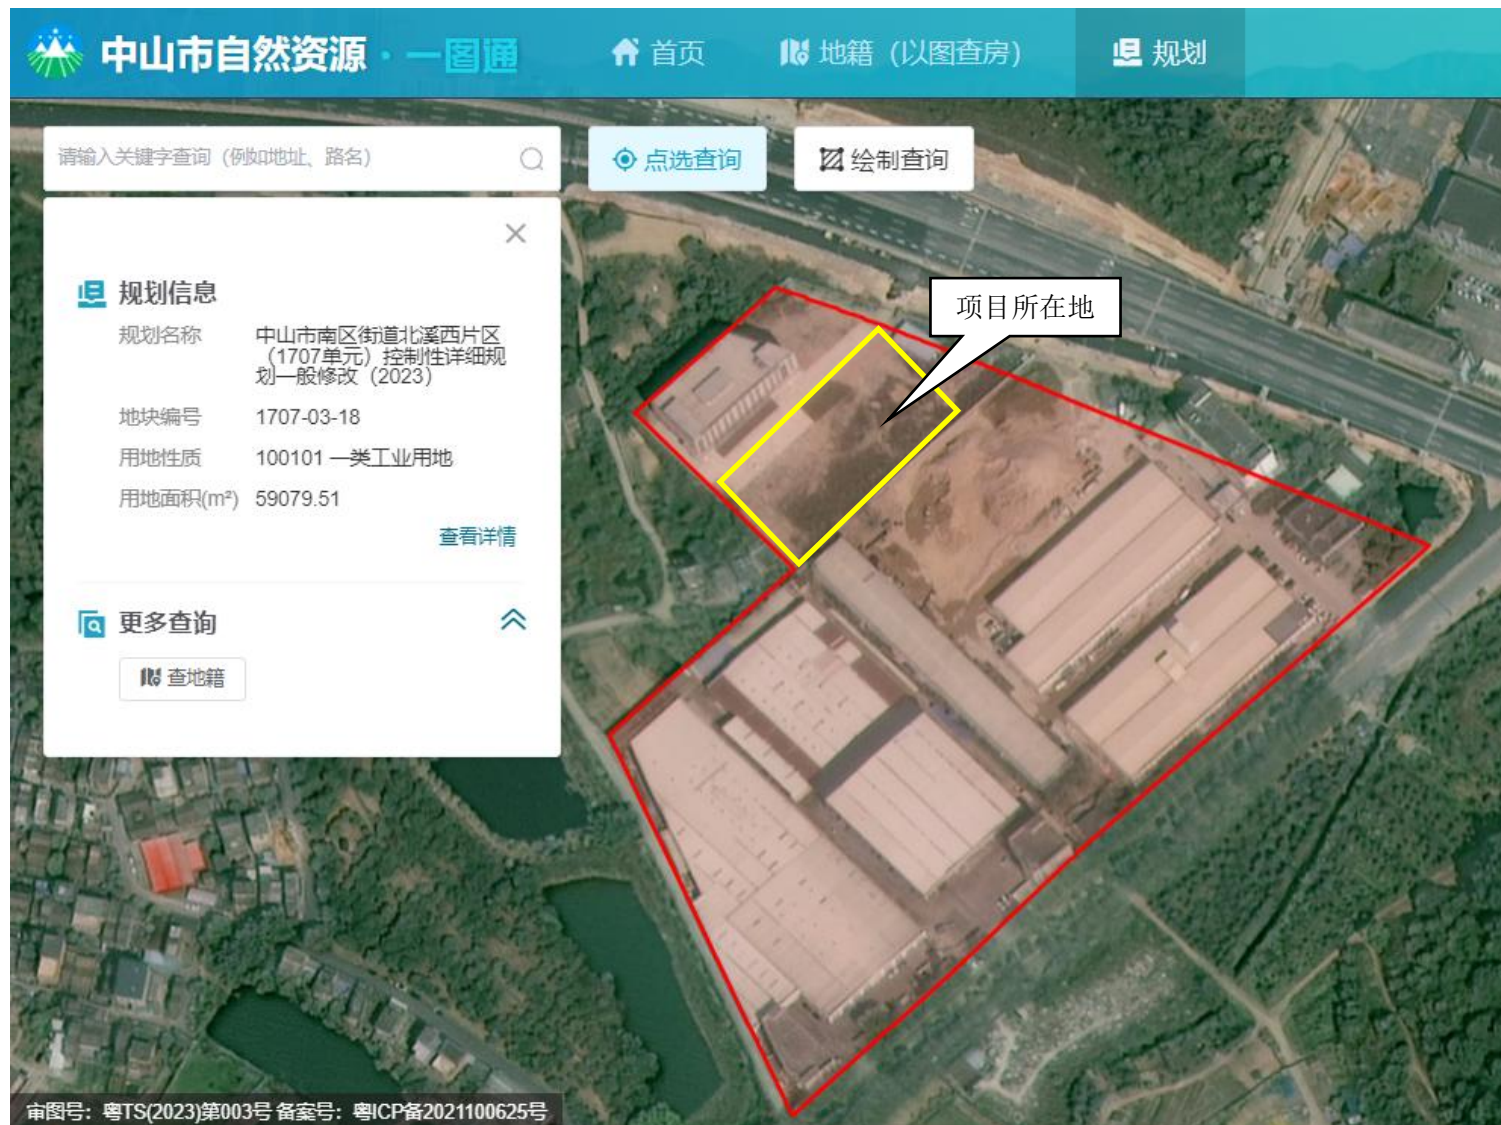 中山市自然资源·一图通
首页
地籍（以图查房）
规划
请输入关键字查询（例如地址、路名）
点选查询
绘制查询
规划信息
规划名称 中山市南区街道北溪西片区
（1707单元）控制性详细规
划一般修改（2023）
地块编号 1707-03-18
用地性质 100101 一类工业用地
用地面积(m²) 59079.51
查看详情
更多查询
查地籍
项目所在地
审图号：粤TS(2023)第003号 备案号：粤ICP备2021100625号